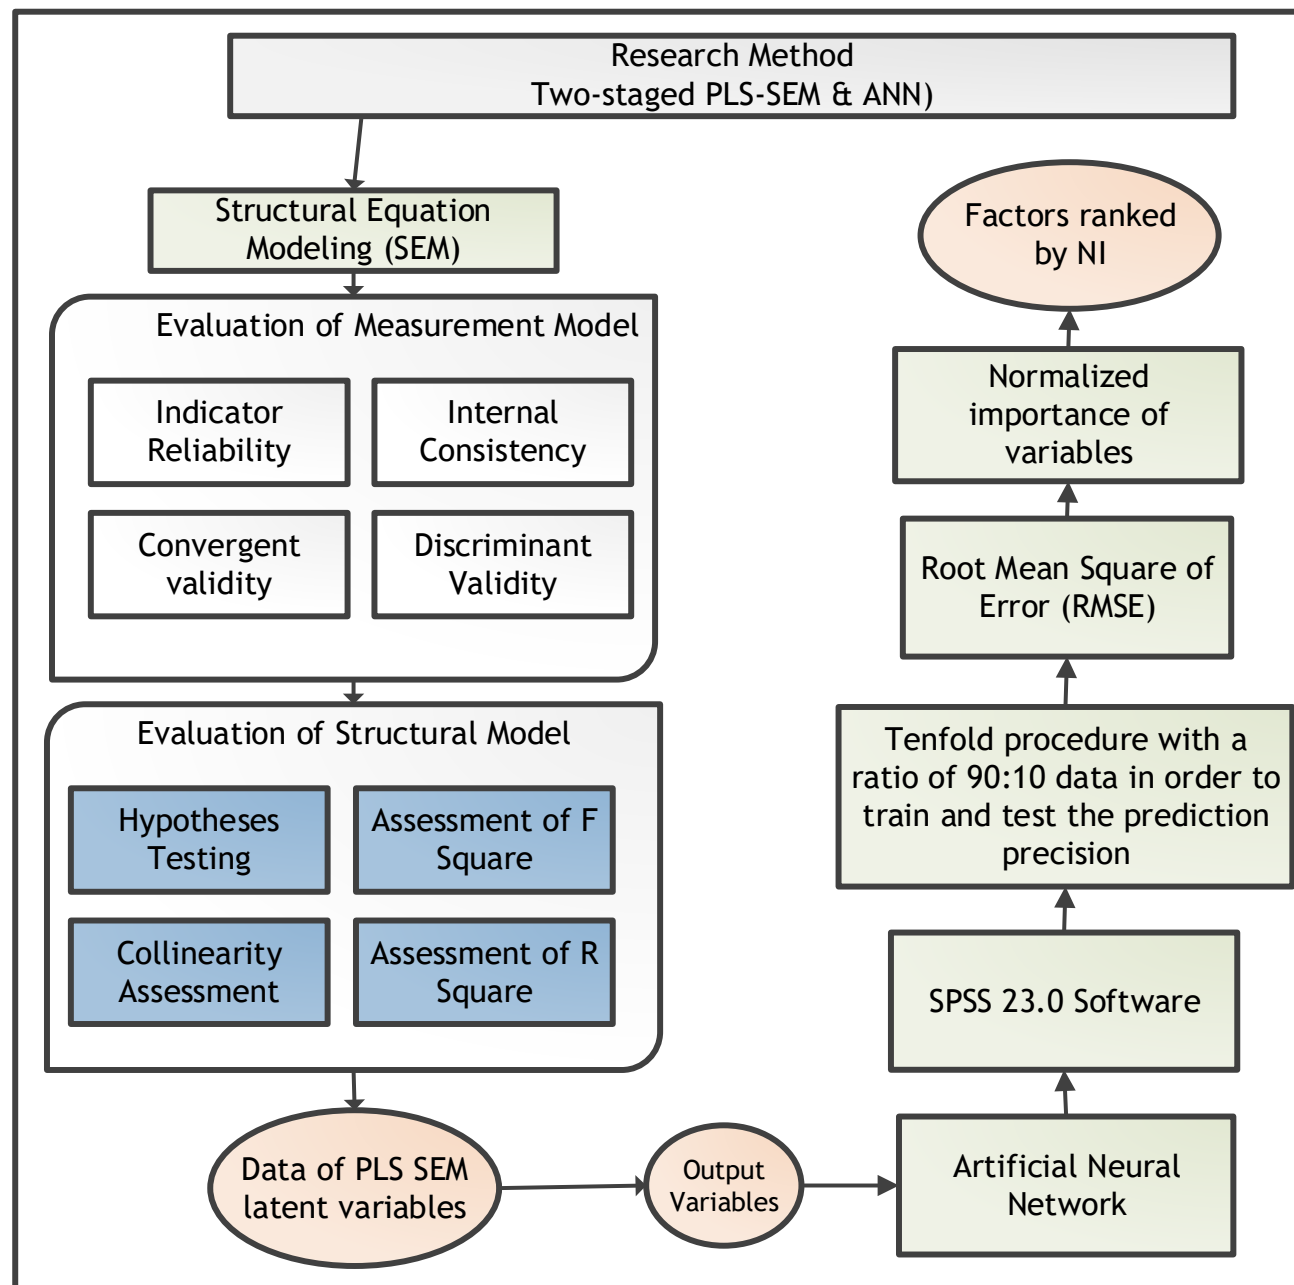 Research Method
Two-staged PLS-SEM & ANN)
Structural Equation
Modeling (SEM)
Evaluation of Measurement Model
Indicator
Reliability
Internal
Consistency
Convergent
validity
Discriminant
Validity
Evaluation of Structural Model
Hypotheses
Testing
Assessment of F
Square
Collinearity
Assessment
Assessment of R
Square
Data of PLS SEM
latent variables
Output
Variables
Artificial Neural
Network
SPSS 23.0 Software
Tenfold procedure with a
ratio of 90:10 data in order to
train and test the prediction
precision
Root Mean Square of
Error (RMSE)
Normalized
importance of
variables
Factors ranked
by NI